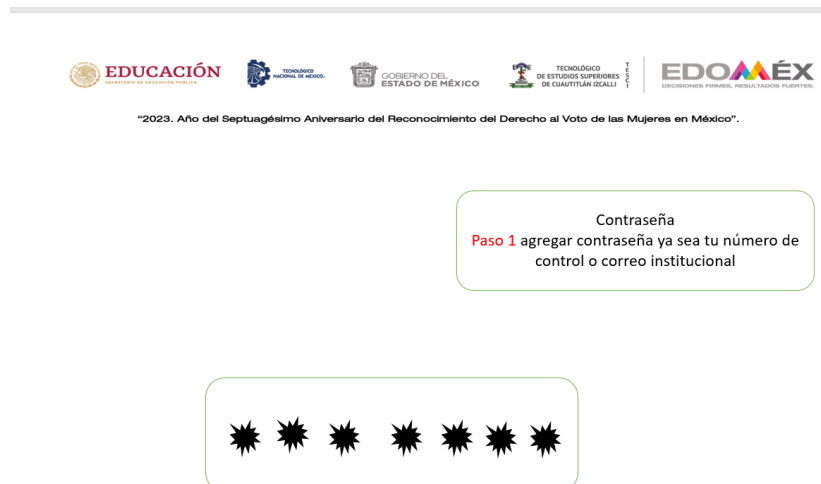 EDUCACIÓN
SECRETARÍA DE EDUCACIÓN PÚBLICA
TECNOLÓGICO
NACIONAL DE MÉXICO
GOBIERNO DEL
ESTADO DE MÉXICO
TECNOLÓGICO
DE ESTUDIOS SUPERIORES
DE CUAUTITLÁN IZCALLI
TESCI
EDOMÉX
DECISIONES FIRMES, RESULTADOS FUERTES.
“2023. Año del Septuagésimo Aniversario del Reconocimiento del Derecho al Voto de las Mujeres en México”.
Contraseña
Paso 1 agregar contraseña ya sea tu número de
control o correo institucional